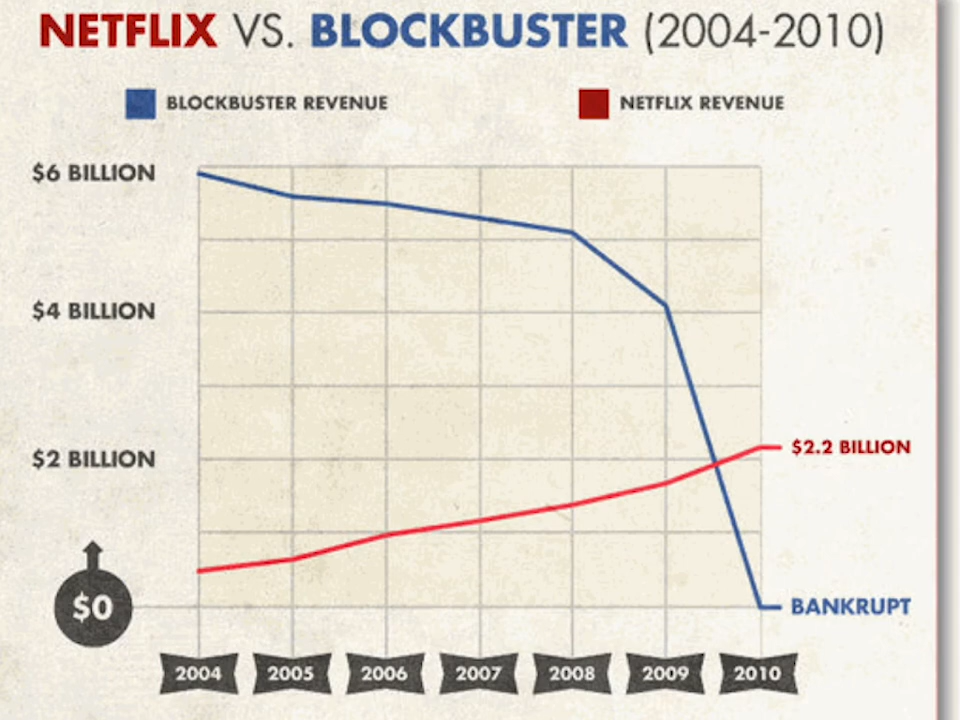 NETFLIX VS. BLOCKBUSTER (2004-2010)
BLOCKBUSTER REVENUE
NETFLIX REVENUE
$6 BILLION
$4 BILLION
$2 BILLION
$2.2 BILLION
$0
BANKRUPT
2004 2005 2006 2007 2008 2009 2010